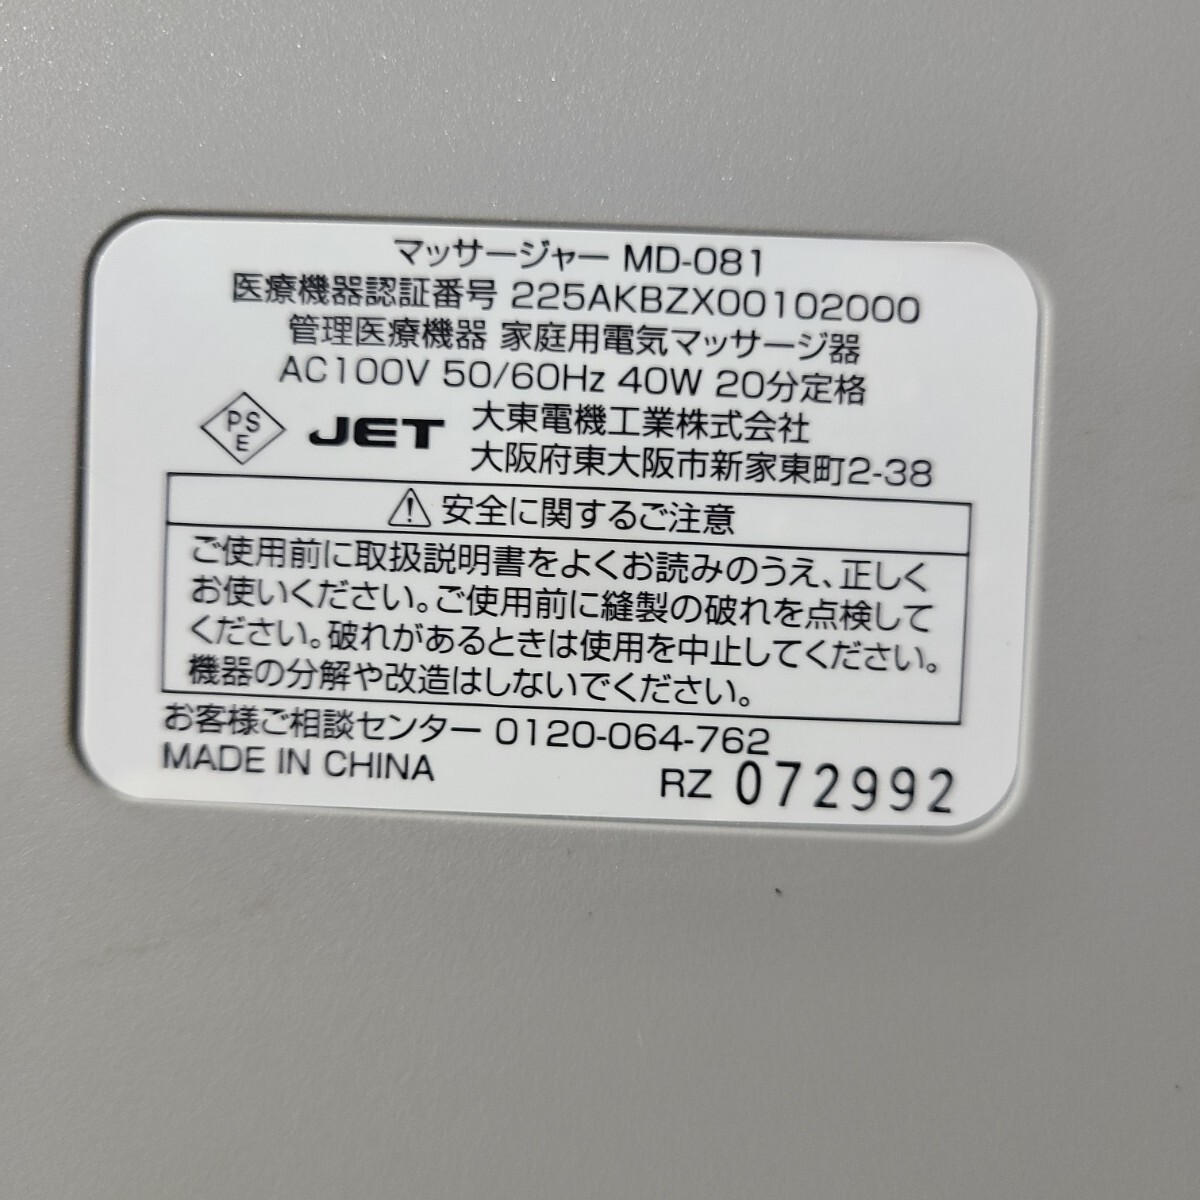 マッサージャー MD-081
医療機器認証番号 225AKBZX00102000
管理医療機器 家庭用電気マッサージ器
AC100V 50/60Hz 40W 20分定格
PS
E
JET
大東電機工業株式会社
大阪府東大阪市新家東町2-38
安全に関するご注意
ご使用前に取扱説明書をよくお読みのうえ、正しく
お使いください。ご使用前に縫製の破れを点検して
ください。破れがあるときは使用を中止してください。
機器の分解や改造はしないでください。
お客様ご相談センター 0120-064-762
MADE IN CHINA
RZ 072992